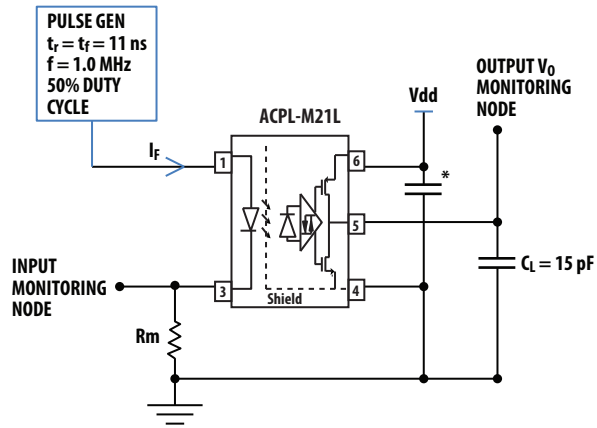 PULSE GEN
tr = tf = 11 ns
f = 1.0 MHz
50% DUTY
CYCLE
OUTPUT VO
MONITORING
NODE
Vdd
ACPL-M21L
IF
1
6
*
5
CL = 15 pF
INPUT
MONITORING
NODE
3
4
Shield
Rm